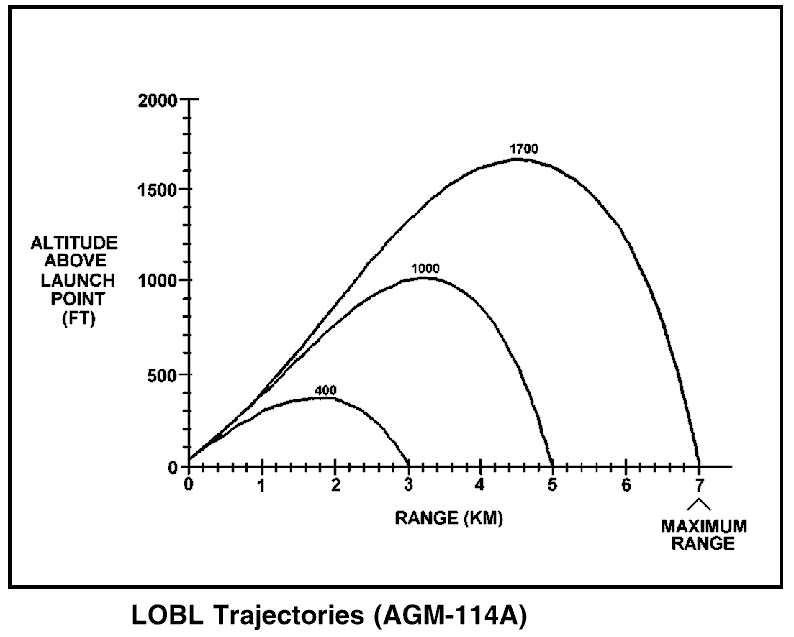 2000
1700
1500
ALTITUDE
ABOVE
LAUNCH
POINT
(FT)
1000
1000
500
400
0
0 1 2 3 4 5 6 7
RANGE (KM)
MAXIMUM
RANGE
LOBL Trajectories (AGM-114A)